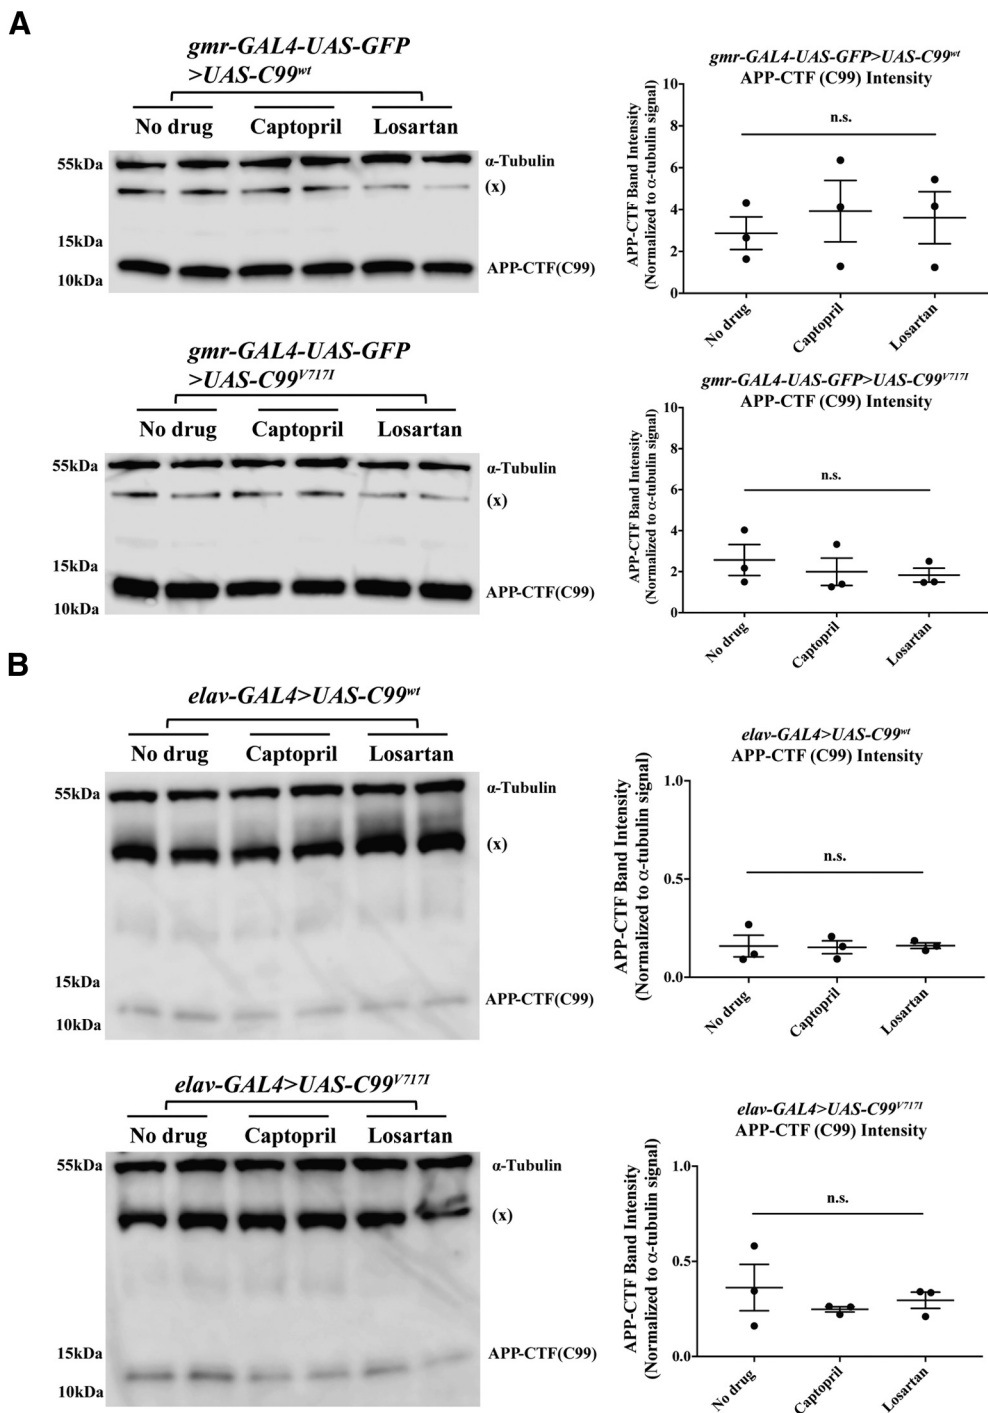 A
gmr-GAL4-UAS-GFP
>UAS-C99wt
No drug Captopril Losartan
55kDa
α-Tubulin
(x)
15kDa
APP-CTF(C99)
10kDa
gmr-GAL4-UAS-GFP>UAS-C99wt
APP-CTF (C99) Intensity
APP-CTF Band Intensity
(Normalized to α-tubulin signal)
10
8
6
4
2
0
n.s.
No drug
Captopril
Losartan
gmr-GAL4-UAS-GFP
>UAS-C99V717I
No drug Captopril Losartan
55kDa
α-Tubulin
(x)
15kDa
APP-CTF(C99)
10kDa
gmr-GAL4-UAS-GFP>UAS-C99V717I
APP-CTF (C99) Intensity
APP-CTF Band Intensity
(Normalized to α-tubulin signal)
10
8
6
4
2
0
n.s.
No drug
Captopril
Losartan
B
elav-GAL4>UAS-C99wt
No drug Captopril Losartan
55kDa
α-Tubulin
(x)
15kDa
APP-CTF(C99)
10kDa
elav-GAL4>UAS-C99wt
APP-CTF (C99) Intensity
APP-CTF Band Intensity
(Normalized to α-tubulin signal)
1.0
0.5
0.0
n.s.
No drug
Captopril
Losartan
elav-GAL4>UAS-C99V717I
No drug Captopril Losartan
55kDa
α-Tubulin
(x)
15kDa
APP-CTF(C99)
10kDa
elav-GAL4>UAS-C99V717I
APP-CTF (C99) Intensity
APP-CTF Band Intensity
(Normalized to α-tubulin signal)
1.0
0.5
0.0
n.s.
No drug
Captopril
Losartan